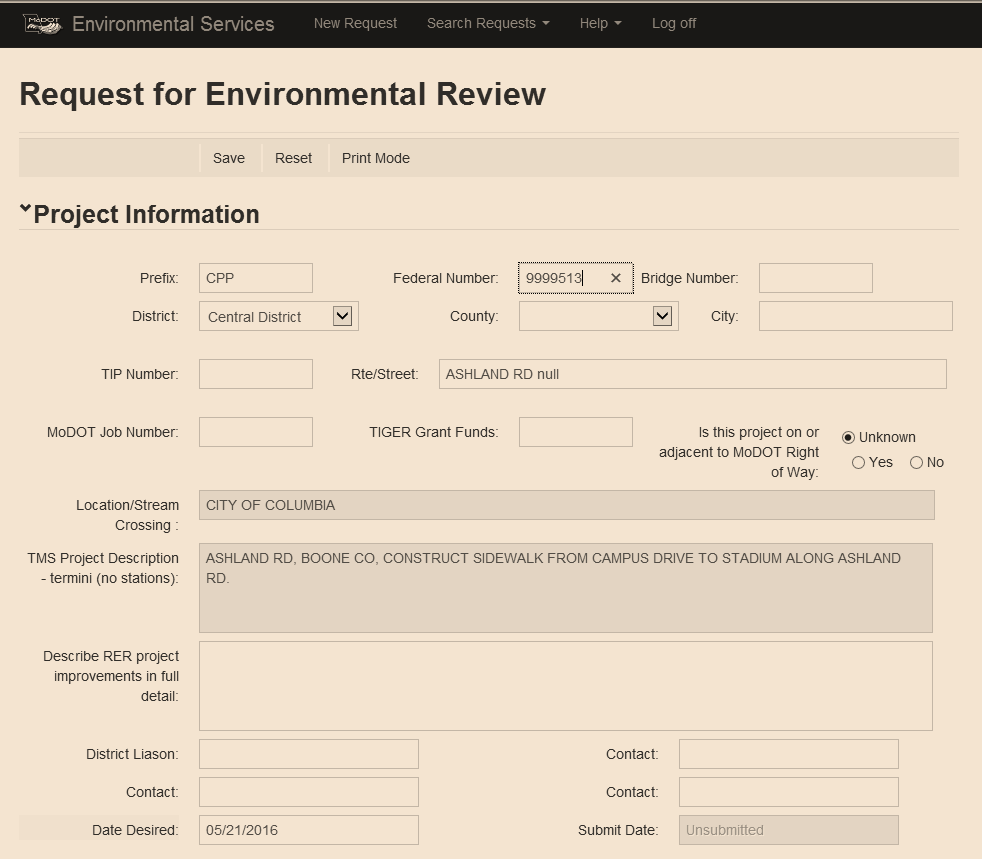 MoDOT Environmental Services New Request Search Requests Help Log off
Request for Environmental Review
Save Reset Print Mode
Project Information
Prefix: CPP Federal Number: 9999513 Bridge Number:
District: Central District County: City:
TIP Number: Rte/Street: ASHLAND RD null
MoDOT Job Number: TIGER Grant Funds: Is this project on or
adjacent to MoDOT Right
of Way:
Unknown
Yes No
Location/Stream
Crossing :
CITY OF COLUMBIA
TMS Project Description
- termini (no stations):
ASHLAND RD, BOONE CO, CONSTRUCT SIDEWALK FROM CAMPUS DRIVE TO STADIUM ALONG ASHLAND
RD.
Describe RER project
improvements in full
detail:
District Liason: Contact:
Contact: Contact:
Date Desired: 05/21/2016 Submit Date: Unsubmitted